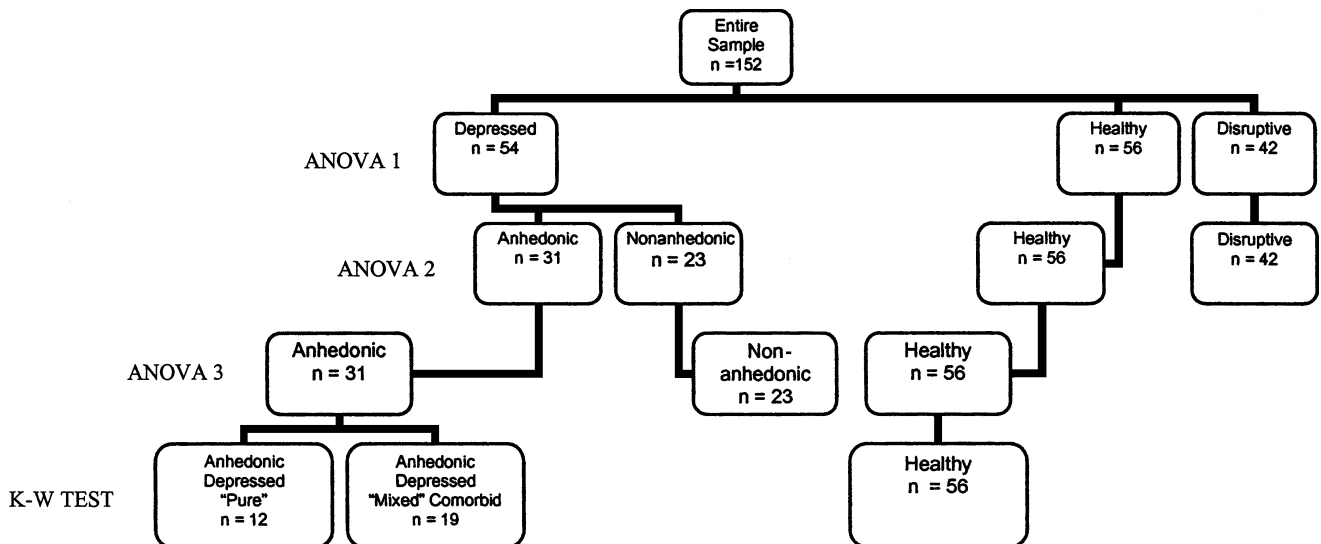 Entire
Sample
n =152
ANOVA 1
Depressed
n = 54
Healthy
n = 56
Disruptive
n = 42
ANOVA 2
Anhedonic
n = 31
Nonanhedonic
n = 23
Healthy
n = 56
Disruptive
n = 42
ANOVA 3
Anhedonic
n = 31
Non-
anhedonic
n = 23
Healthy
n = 56
K-W TEST
Anhedonic
Depressed
“Pure”
n = 12
Anhedonic
Depressed
“Mixed” Comorbid
n = 19
Healthy
n = 56